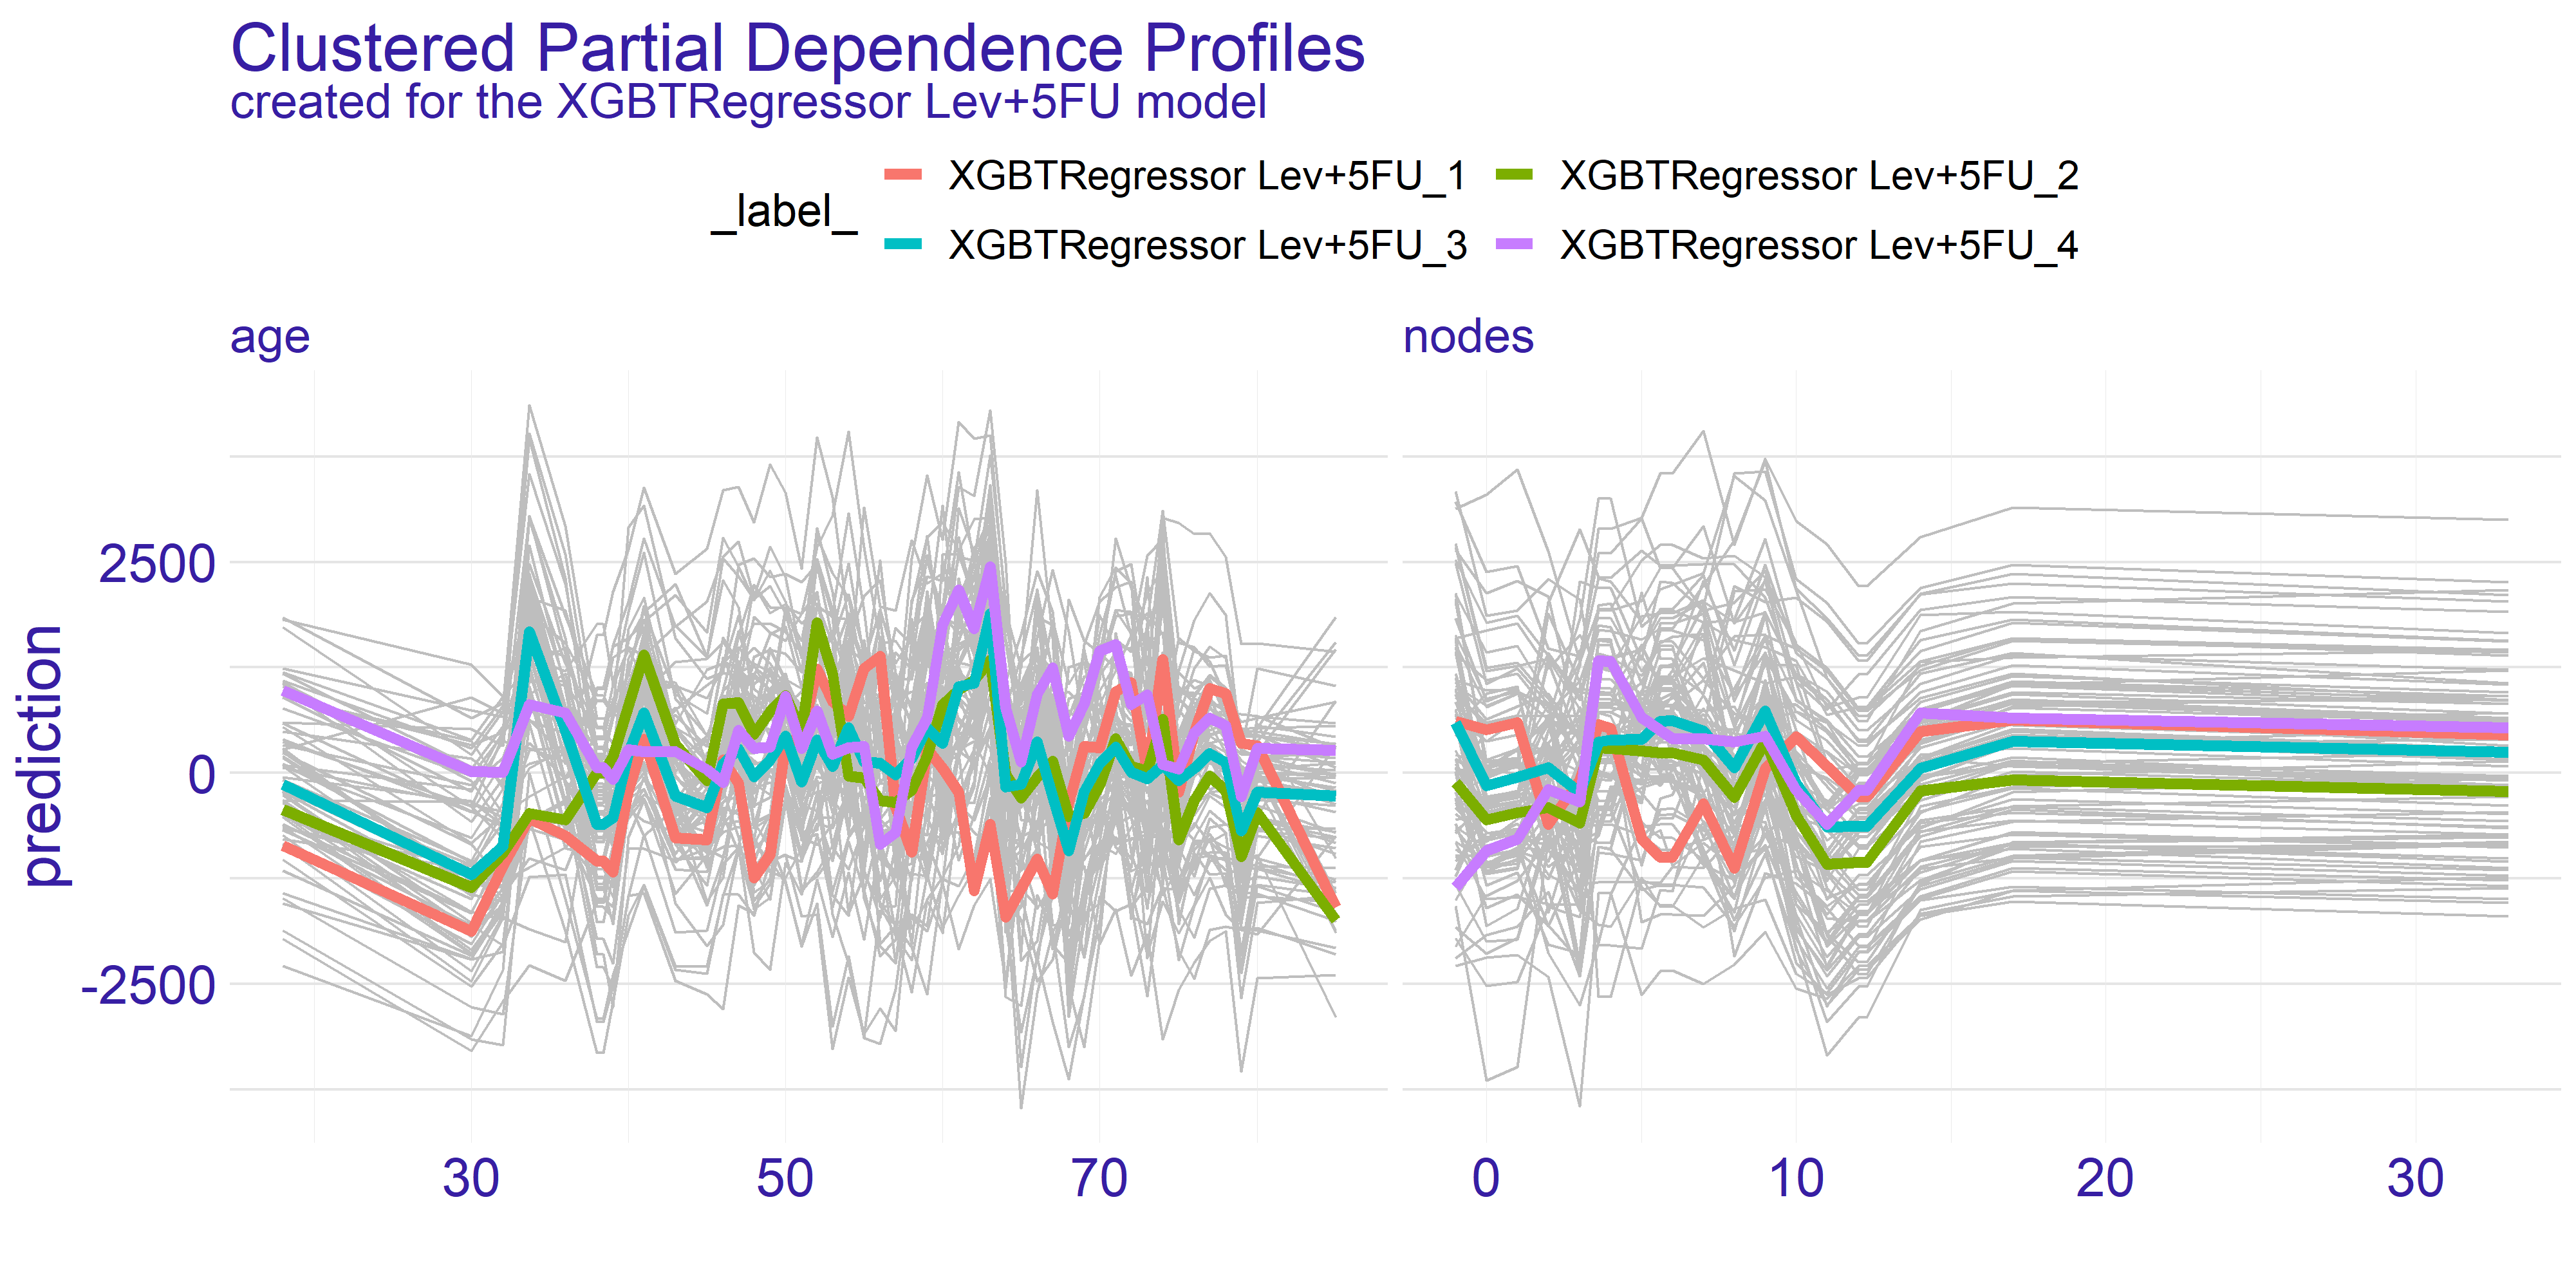 Clustered Partial Dependence Profiles
created for the XGBTRegressor Lev+5FU model
_label_
XGBTRegressor Lev+5FU_1 XGBTRegressor Lev+5FU_2
XGBTRegressor Lev+5FU_3 XGBTRegressor Lev+5FU_4
age nodes
prediction
2500
0
-2500
30 50 70 0 10 20 30